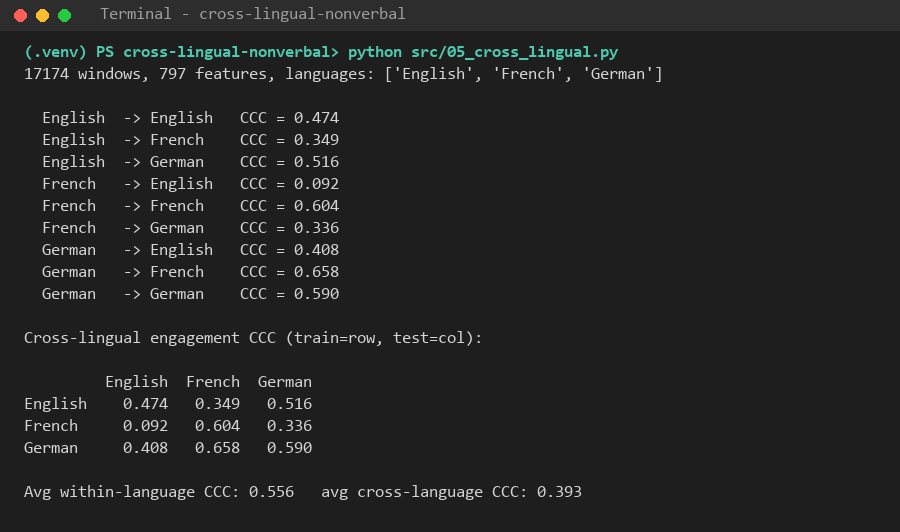 Terminal - cross-lingual-nonverbal
(.venv) PS cross-lingual-nonverbal> python src/05_cross_lingual.py
17174 windows, 797 features, languages: ['English', 'French', 'German']
English -> English CCC = 0.474
English -> French CCC = 0.349
English -> German CCC = 0.516
French -> English CCC = 0.092
French -> French CCC = 0.604
French -> German CCC = 0.336
German -> English CCC = 0.408
German -> French CCC = 0.658
German -> German CCC = 0.590
Cross-lingual engagement CCC (train=row, test=col):
English French German
English 0.474 0.349 0.516
French 0.092 0.604 0.336
German 0.408 0.658 0.590
Avg within-language CCC: 0.556 avg cross-language CCC: 0.393